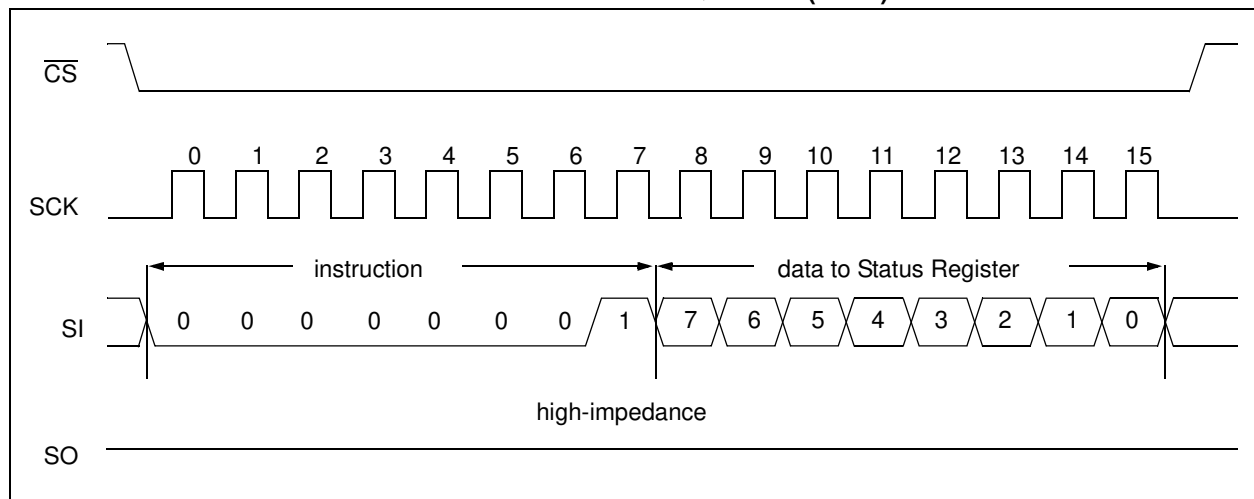 CS
0 1 2 3 4 5 6 7 8 9 10 11 12 13 14 15
SCK
instruction data to Status Register
SI 0 0 0 0 0 0 0 1 7 6 5 4 3 2 1 0
high-impedance
SO